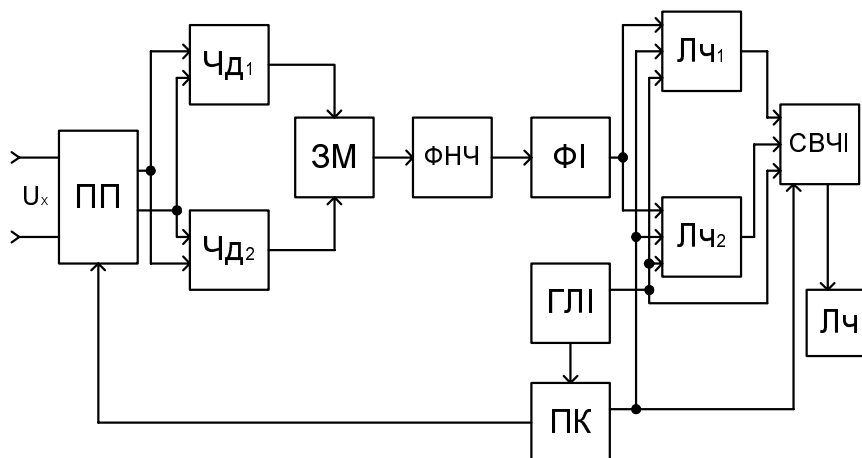 Uₓ
ПП
Чд₁
Чд₂
ЗМ
ФНЧ
ФІ
Лч₁
Лч₂
СВЧІ
ГЛІ
Лч
ПК